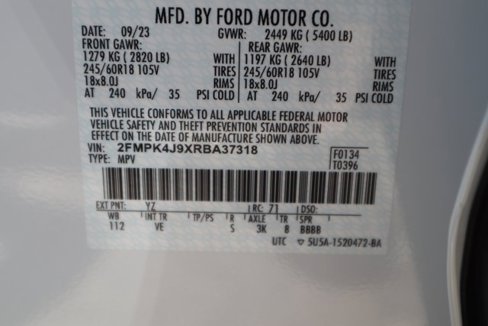 MFD. BY FORD MOTOR CO.
DATE: 09/23 GVWR: 2449 KG ( 5400 LB)
FRONT GAWR: REAR GAWR:
1279 KG ( 2820 LB) WITH 1197 KG ( 2640 LB) WITH
245/60R18 105V TIRES 245/60R18 105V TIRES
18x8.0J RIMS 18x8.0J RIMS
AT 240 kPa/ 35 PSI COLD AT 240 kPa/ 35 PSI COLD
THIS VEHICLE CONFORMS TO ALL APPLICABLE FEDERAL MOTOR
VEHICLE SAFETY AND THEFT PREVENTION STANDARDS IN
EFFECT ON THE DATE OF MANUFACTURE SHOWN ABOVE.
VIN: 2FMPK4J9XRBA37318 F0134
TYPE: MPV T0396
EXT PNT: YZ RC: 71 DSO:
WB INT TR TP/PS R AXLE TR SPR
112 VE S 3K 8 BBBB
UTC ▽ 5U5A-1520472-BA